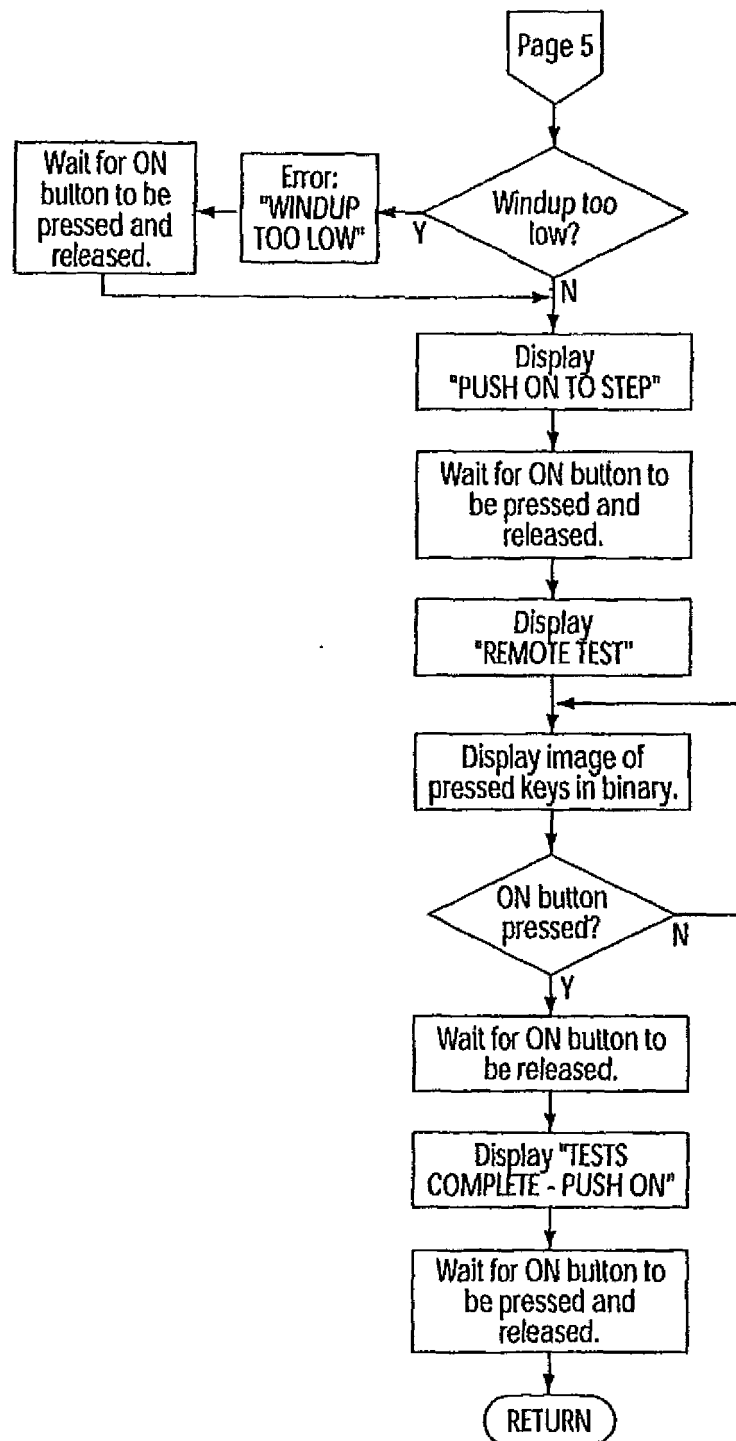 Page 5
Windup too
low?
Y
N
Error:
"WINDUP
TOO LOW"
Wait for ON
button to be
pressed and
released.
Display
"PUSH ON TO STEP"
Wait for ON button to
be pressed and
released.
Display
"REMOTE TEST"
Display image of
pressed keys in binary.
ON button
pressed?
N
Y
Wait for ON button to
be released.
Display "TESTS
COMPLETE - PUSH ON"
Wait for ON button to
be pressed and
released.
RETURN